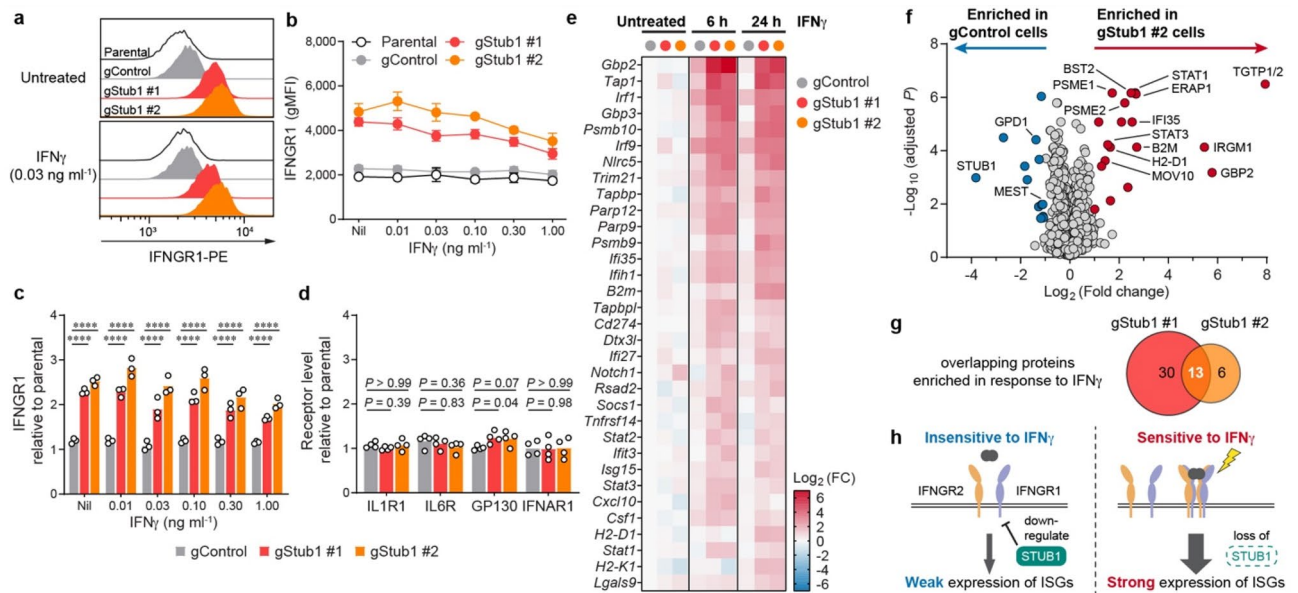 a
Parental
gControl
gStub1 #1
gStub1 #2
Untreated
IFNγ
(0.03 ng ml⁻¹)
10³
10⁴
IFNGR1-PE
b
IFNGR1 (gMFI)
8,000
6,000
4,000
2,000
0
Parental
gControl
gStub1 #1
gStub1 #2
Nil
0.01
0.03
0.10
0.30
1.00
IFNγ (ng ml⁻¹)
c
IFNGR1
relative to parental
4
3
2
1
0
**** **** **** **** **** ****
**** **** **** **** **** ****
Nil
0.01
0.03
0.10
0.30
1.00
IFNγ (ng ml⁻¹)
d
Receptor level
relative to parental
4
3
2
1
0
P > 0.99 P = 0.36 P = 0.07 P > 0.99
P = 0.39 P = 0.83 P = 0.04 P = 0.98
IL1R1 IL6R GP130 IFNAR1
gControl gStub1 #1 gStub1 #2
e
Untreated 6 h 24 h IFNγ
gControl
gStub1 #1
gStub1 #2
Gbp2
Tap1
Irf1
Gbp3
Psmb10
Irf9
Nlrc5
Trim21
Tapbp
Parp12
Parp9
Psmb9
Ifi35
Ifih1
B2m
Tapbpl
Cd274
Dtx3l
Ifi27
Notch1
Rsad2
Socs1
Tnfrsf14
Stat2
Ifit3
Isg15
Stat3
Cxcl10
Csf1
H2-D1
Stat1
H2-K1
Lgals9
Log₂ (FC)
6
4
2
0
-2
-4
-6
f
Enriched in
gControl cells
Enriched in
gStub1 #2 cells
-Log₁₀ (adjusted P)
8
6
4
2
0
BST2
PSME1
PSME2
STAT1
ERAP1
TGTP1/2
IFI35
STAT3
B2M
H2-D1
MOV10
IRGM1
GBP2
GPD1
STUB1
MEST
-4 -2 0 2 4 6 8
Log₂ (Fold change)
g
gStub1 #1
gStub1 #2
overlapping proteins
enriched in response to IFNγ
30 13 6
h
Insensitive to IFNγ
IFNGR2
IFNGR1
down-
regulate
STUB1
Weak expression of ISGs
Sensitive to IFNγ
loss of
STUB1
Strong expression of ISGs